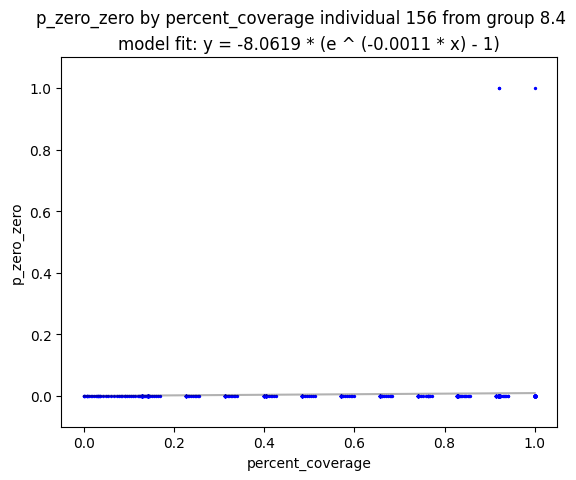 p_zero_zero by percent_coverage individual 156 from group 8.4
model fit: y = -8.0619 * (e ^ (-0.0011 * x) - 1)
1.0
0.8
0.6
0.4
0.2
0.0
p_zero_zero
0.0 0.2 0.4 0.6 0.8 1.0
percent_coverage